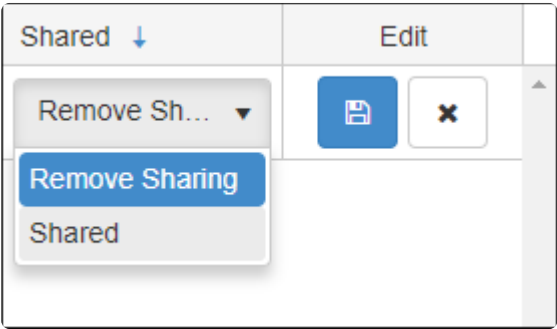 Shared ↓ Edit
Remove Sh... ▼
Remove Sharing
Shared